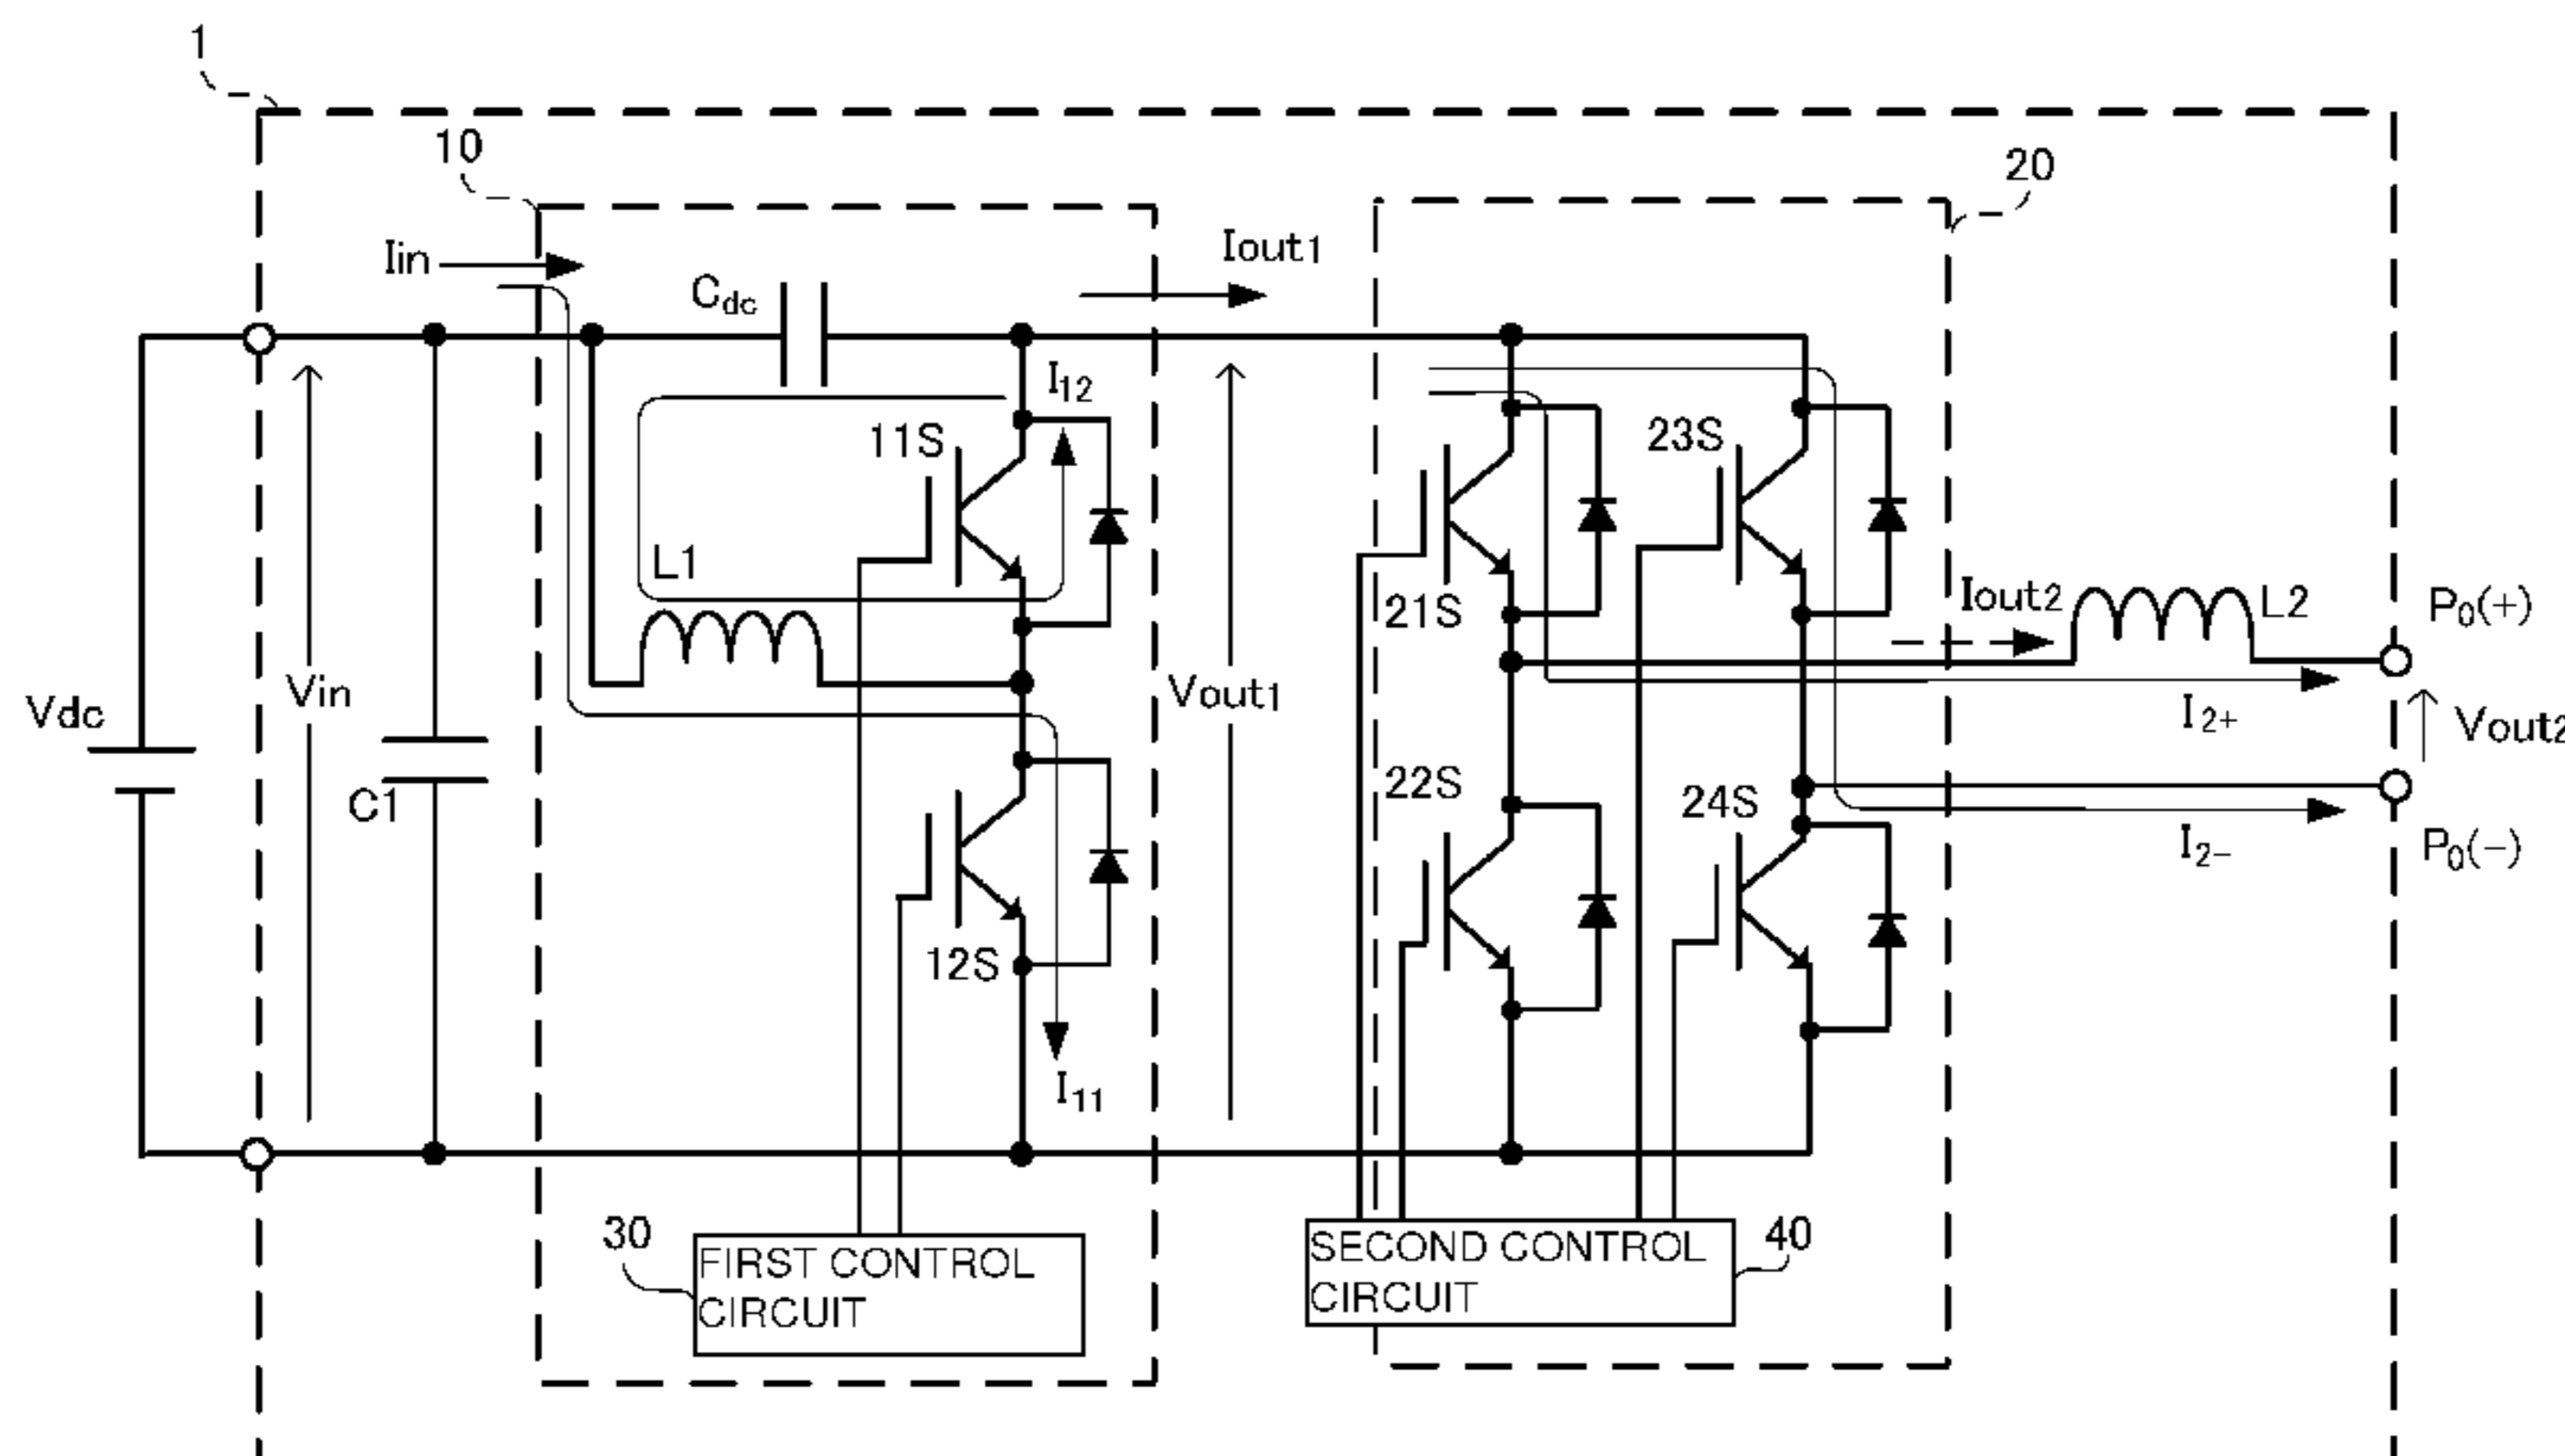 1
10
20
Iin
Cdc
Iout1
I12
11S
23S
L1
21S
Iout2
L2
P0(+)
Vin
Vout1
Vdc
I2+
Vout2
22S
24S
C1
I2−
P0(−)
12S
I11
30
FIRST CONTROL
CIRCUIT
SECOND CONTROL
CIRCUIT
40